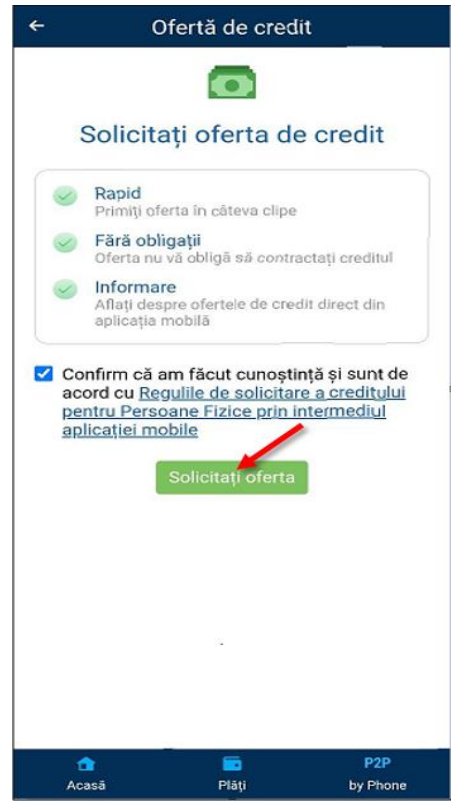 Ofertă de credit
Solicitați oferta de credit
Rapid
Primiți oferta în câteva clipe
Fără obligații
Oferta nu vă obligă să contractați creditul
Informare
Aflați despre ofertele de credit direct din
aplicația mobilă
Confirm că am făcut cunoștință și sunt de
acord cu Regulile de solicitare a creditului
pentru Persoane Fizice prin intermediul
aplicației mobile
Solicitați oferta
Acasă
Plăți
P2P
by Phone